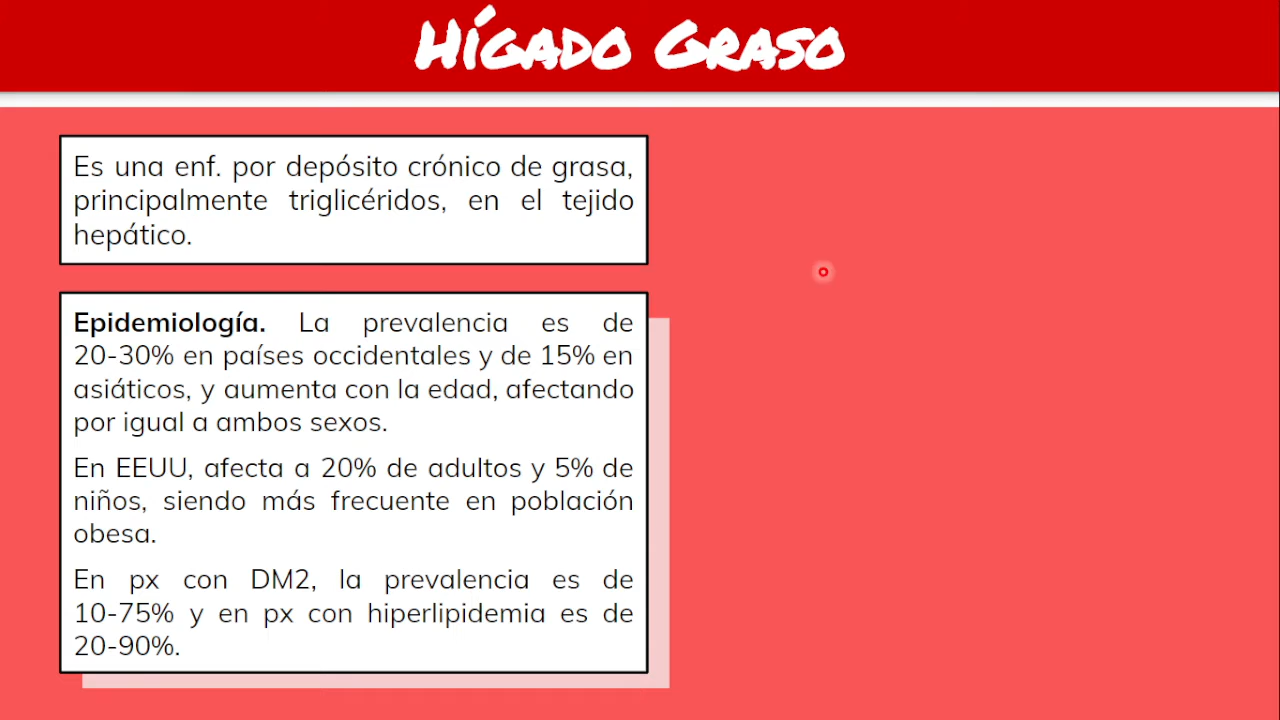 Hígado Graso
Es una enf. por depósito crónico de grasa,
principalmente triglicéridos, en el tejido
hepático.
Epidemiología. La prevalencia es de
20-30% en países occidentales y de 15% en
asiáticos, y aumenta con la edad, afectando
por igual a ambos sexos.
En EEUU, afecta a 20% de adultos y 5% de
niños, siendo más frecuente en población
obesa.
En px con DM2, la prevalencia es de
10-75% y en px con hiperlipidemia es de
20-90%.